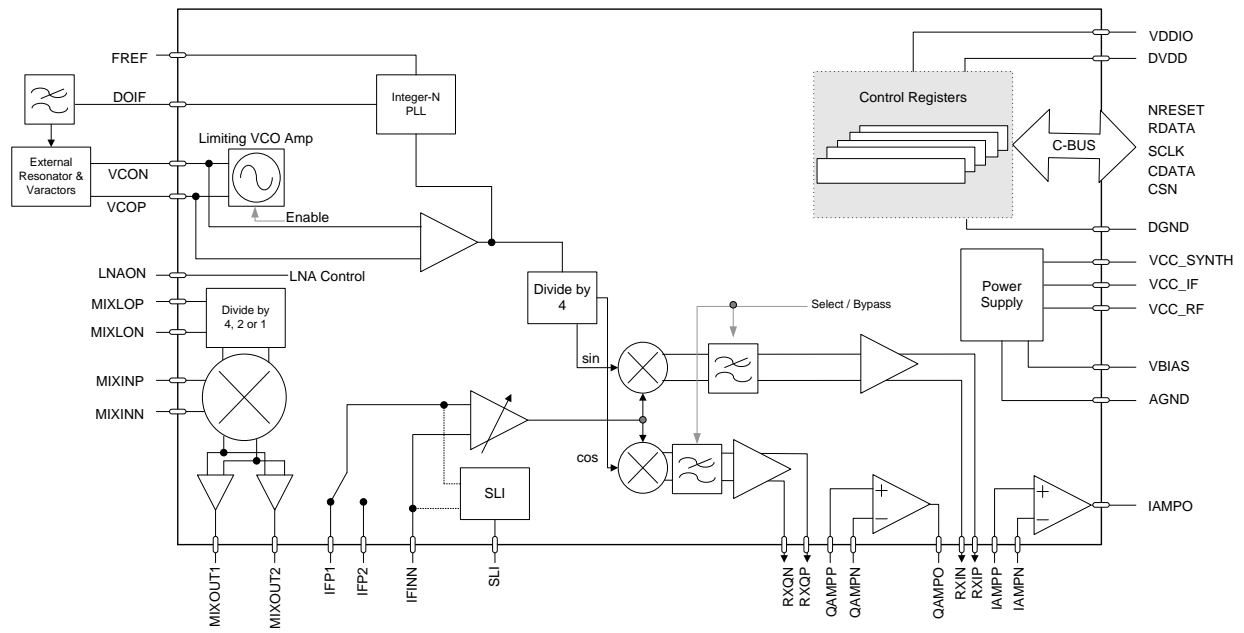 FREF
DOIF
Integer-N
PLL
Limiting VCO Amp
External
Resonator &
Varactors
VCON
VCOP
Enable
LNAON
LNA Control
MIXLOP
MIXLON
Divide by
4, 2 or 1
MIXINP
MIXINN
Divide by
4
Select / Bypass
sin
cos
SLI
Control Registers
C-BUS
VDDIO
DVDD
NRESET
RDATA
SCLK
CDATA
CSN
DGND
Power
Supply
VCC_SYNTH
VCC_IF
VCC_RF
VBIAS
AGND
IAMPO
MIXOUT1
MIXOUT2
IFP1
IFP2
IFINN
SLI
RXQN
RXQP
QAMPP
QAMPN
QAMPO
RXIN
RXIP
IAMPP
IAMPN